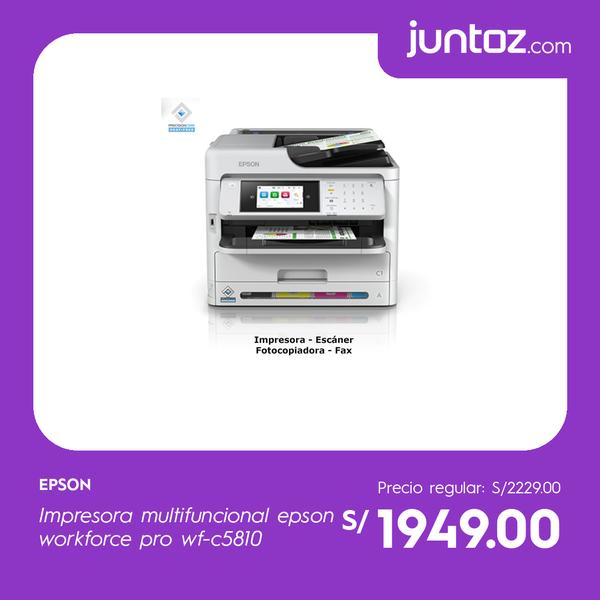 juntoz.com
EPSON
C1
A
Impresora - Escáner
Fotocopiadora - Fax
EPSON
Precio regular: S/2229.00
Impresora multifuncional epson
workforce pro wf-c5810
S/ 1949.00